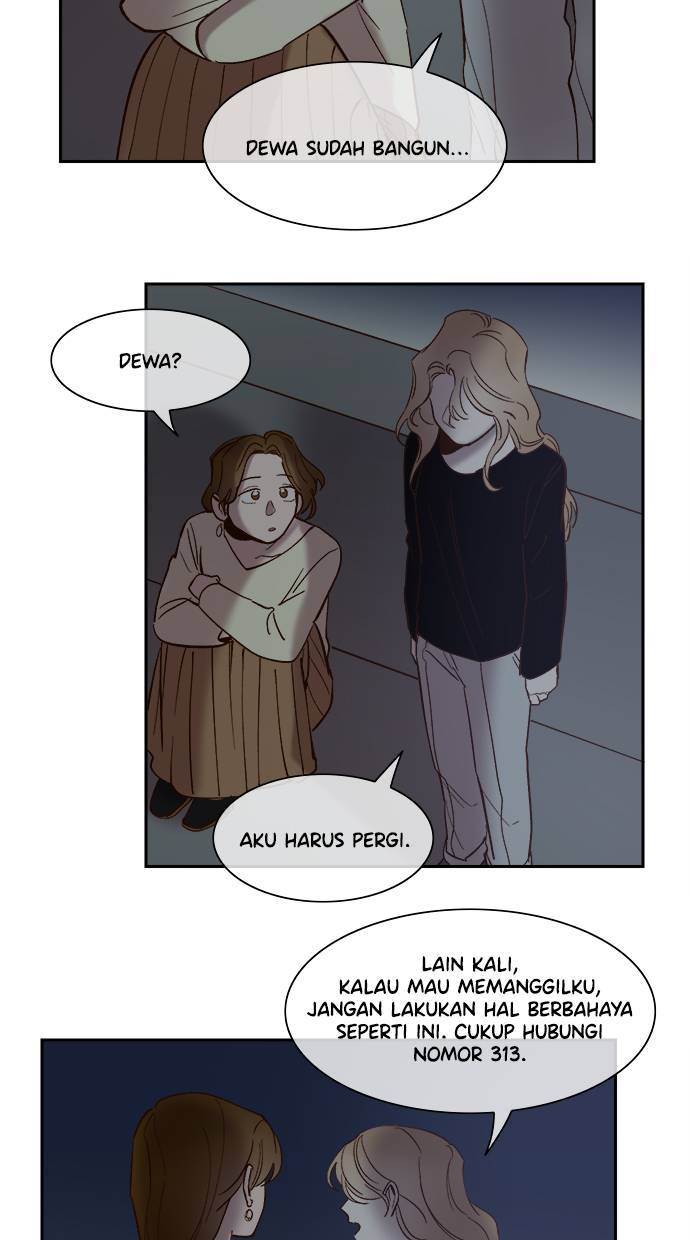 DEWA SUDAH BANGUN...
DEWA?
AKU HARUS PERGI.
LAIN KALI,
KALAU MAU MEMANGGILKU,
JANGAN LAKUKAN HAL BERBAHAYA
SEPERTI INI. CUKUP HUBUNGI
NOMOR 313.